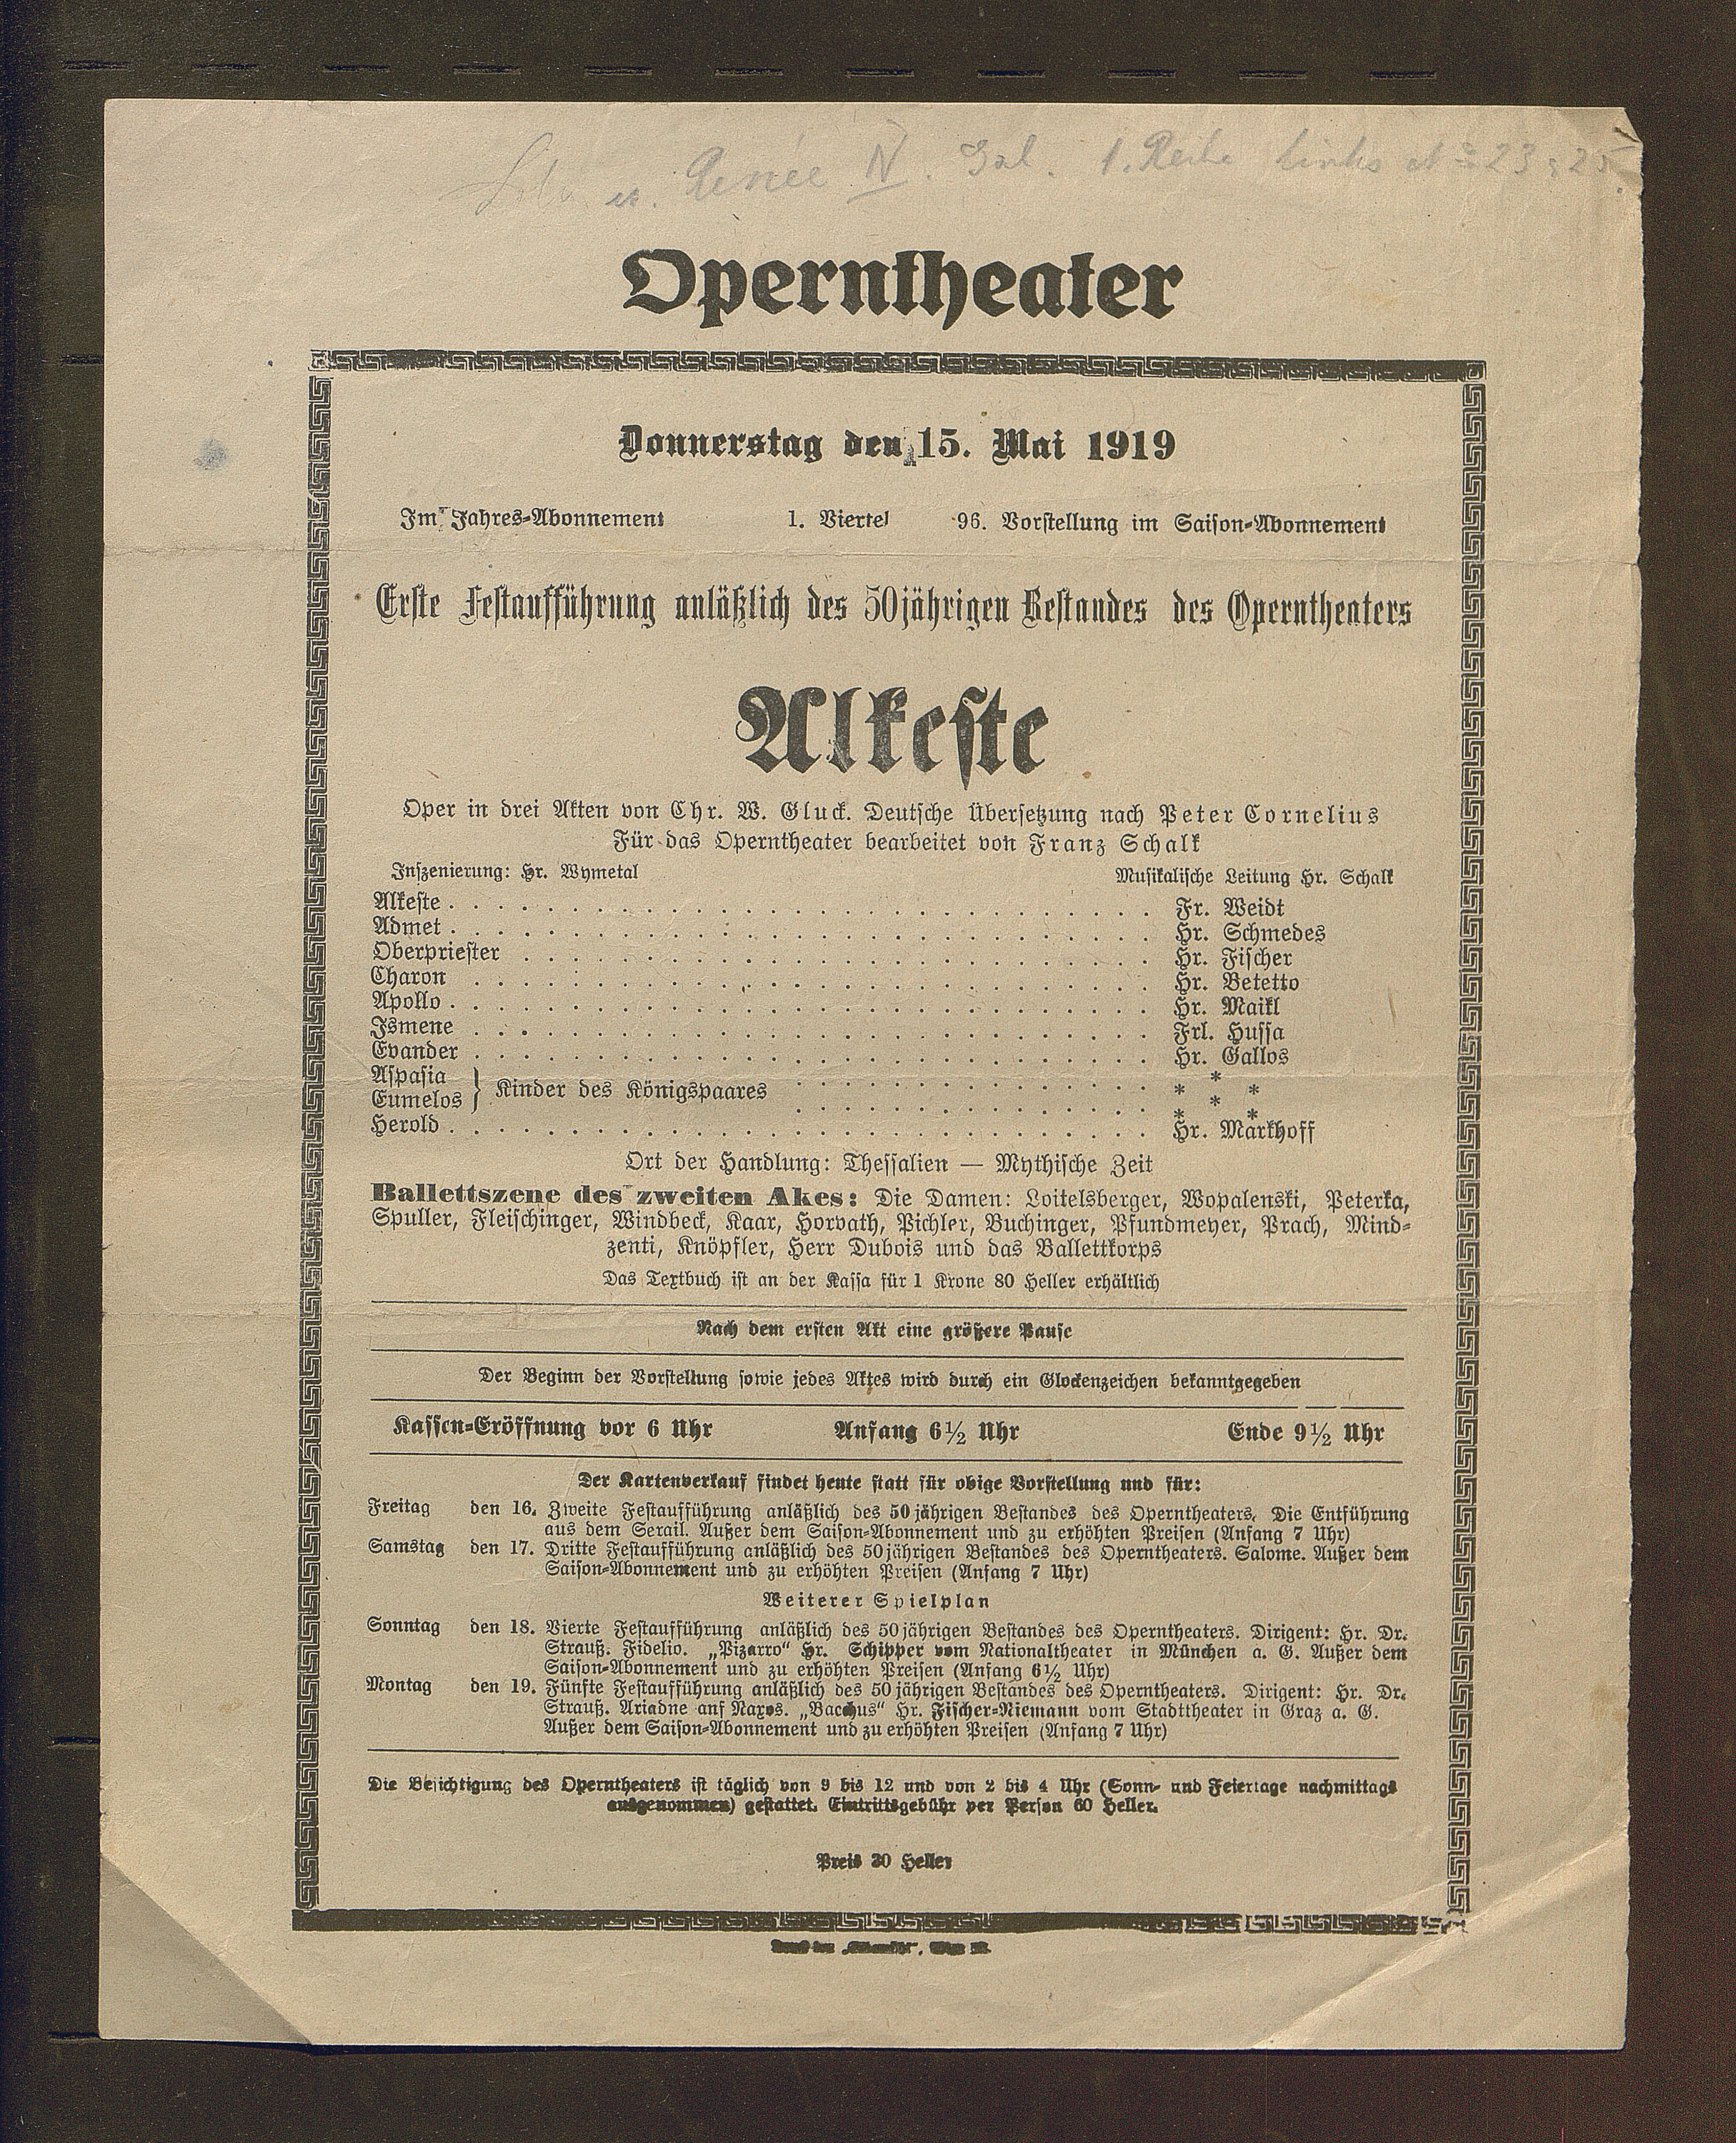 u. Renée IV. Gal. 1. Reihe links № 23 & 25.
Operntheater
Donnerstag den 15. Mai 1919
Im Jahres-Abonnement 1. Viertel 96. Vorstellung im Saison-Abonnement
Erste Festaufführung anläßlich des 50jährigen Bestandes des Operntheaters
Alkeste
Oper in drei Akten von Chr. W. Gluck. Deutsche Übersetzung nach Peter Cornelius
Für das Operntheater bearbeitet von Franz Schalk
Inszenierung: Hr. Wymetal Musikalische Leitung Hr. Schalk
Alkeste . . . . . . . . . . Fr. Weidt
Admet . . . . . . . . . . Hr. Schmedes
Oberpriester . . . . . . . . . . Hr. Fischer
Charon . . . . . . . . . . Hr. Betetto
Apollo . . . . . . . . . . Hr. Maikl
Ismene . . . . . . . . . . Frl. Hussa
Evander . . . . . . . . . . Hr. Gallos
Aspasia } Kinder des Königspaares . . . . . . . . . . * * *
Eumelos . . . . . . . . . . * * *
Herold . . . . . . . . . . Hr. Markhoff
Ort der Handlung: Thessalien — Mythische Zeit
Ballettszene des zweiten Akes: Die Damen: Loitelsberger, Wopalenski, Peterka,
Spuller, Fleischinger, Windbeck, Kaar, Horvath, Pichler, Buchinger, Pfundmeyer, Prach, Mind-
zenti, Knöpfler, Herr Dubois und das Ballettkorps
Das Textbuch ist an der Kassa für 1 Krone 80 Heller erhältlich
Nach dem ersten Akt eine größere Pause
Der Beginn der Vorstellung sowie jedes Aktes wird durch ein Glockenzeichen bekanntgegeben
Kassen-Eröffnung vor 6 Uhr Anfang 6½ Uhr Ende 9½ Uhr
Der Kartenverkauf findet heute statt für obige Vorstellung und für:
Freitag den 16. Zweite Festaufführung anläßlich des 50jährigen Bestandes des Operntheaters. Die Entführung
aus dem Serail. Außer dem Saison-Abonnement und zu erhöhten Preisen (Anfang 7 Uhr)
Samstag den 17. Dritte Festaufführung anläßlich des 50jährigen Bestandes des Operntheaters. Salome. Außer dem
Saison-Abonnement und zu erhöhten Preisen (Anfang 7 Uhr)
Weiterer Spielplan
Sonntag den 18. Vierte Festaufführung anläßlich des 50jährigen Bestandes des Operntheaters. Dirigent: Hr. Dr.
Strauß. Fidelio. „Pizarro“ Hr. Schipper vom Nationaltheater in München a. G. Außer dem
Saison-Abonnement und zu erhöhten Preisen (Anfang 6½ Uhr)
Montag den 19. Fünfte Festaufführung anläßlich des 50jährigen Bestandes des Operntheaters. Dirigent: Hr. Dr.
Strauß. Ariadne anf Naxos. „Bacchus“ Hr. Fischer-Niemann vom Stadttheater in Graz a. G.
Außer dem Saison-Abonnement und zu erhöhten Preisen (Anfang 7 Uhr)
Die Besichtigung des Operntheaters ist täglich von 9 bis 12 und von 2 bis 4 Uhr (Sonn- und Feiertage nachmittags
ausgenommen) gestattet. Eintrittsgebühr per Person 60 Heller.
Preis 30 Heller